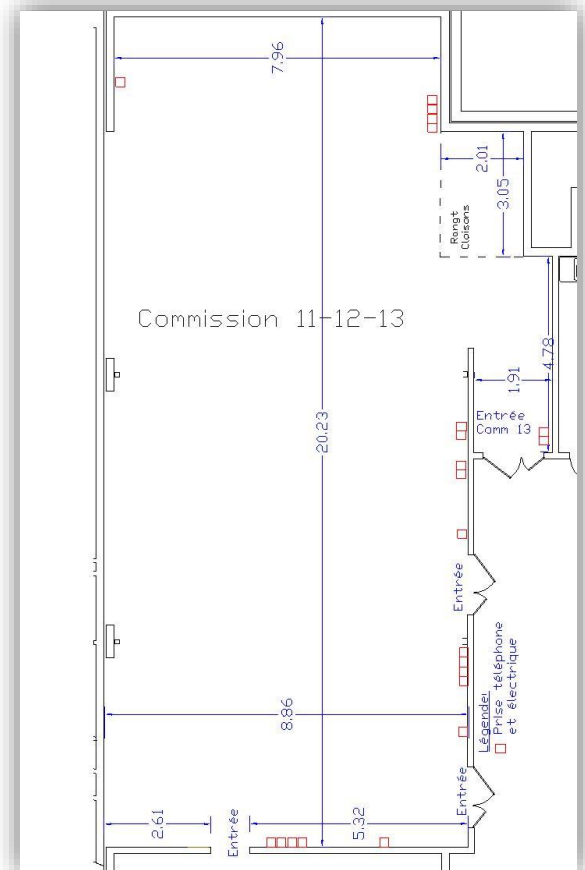 7.96
2.01
3.05
Rangt
Cloisons
Commission 11-12-13
4.78
1.91
20.23
Entrée
Comm 13
Entrée
Légende:
Prise téléphone
et électrique
8.86
Entrée
2.61
Entrée
5.32